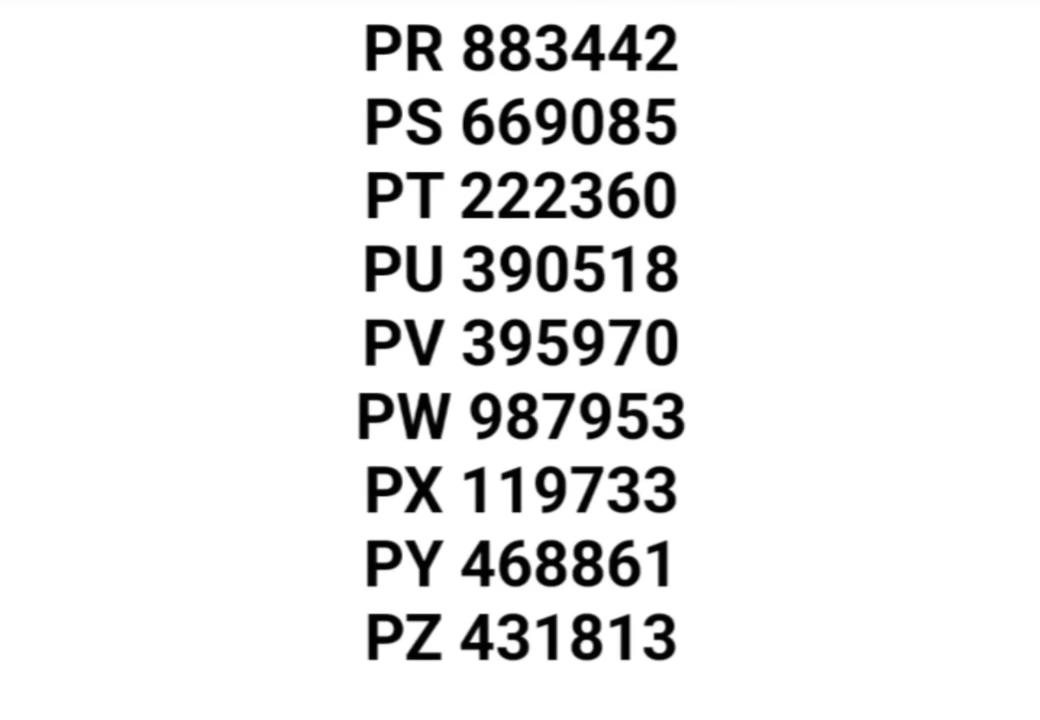 PR 883442
PS 669085
PT 222360
PU 390518
PV 395970
PW 987953
PX 119733
PY 468861
PZ 431813